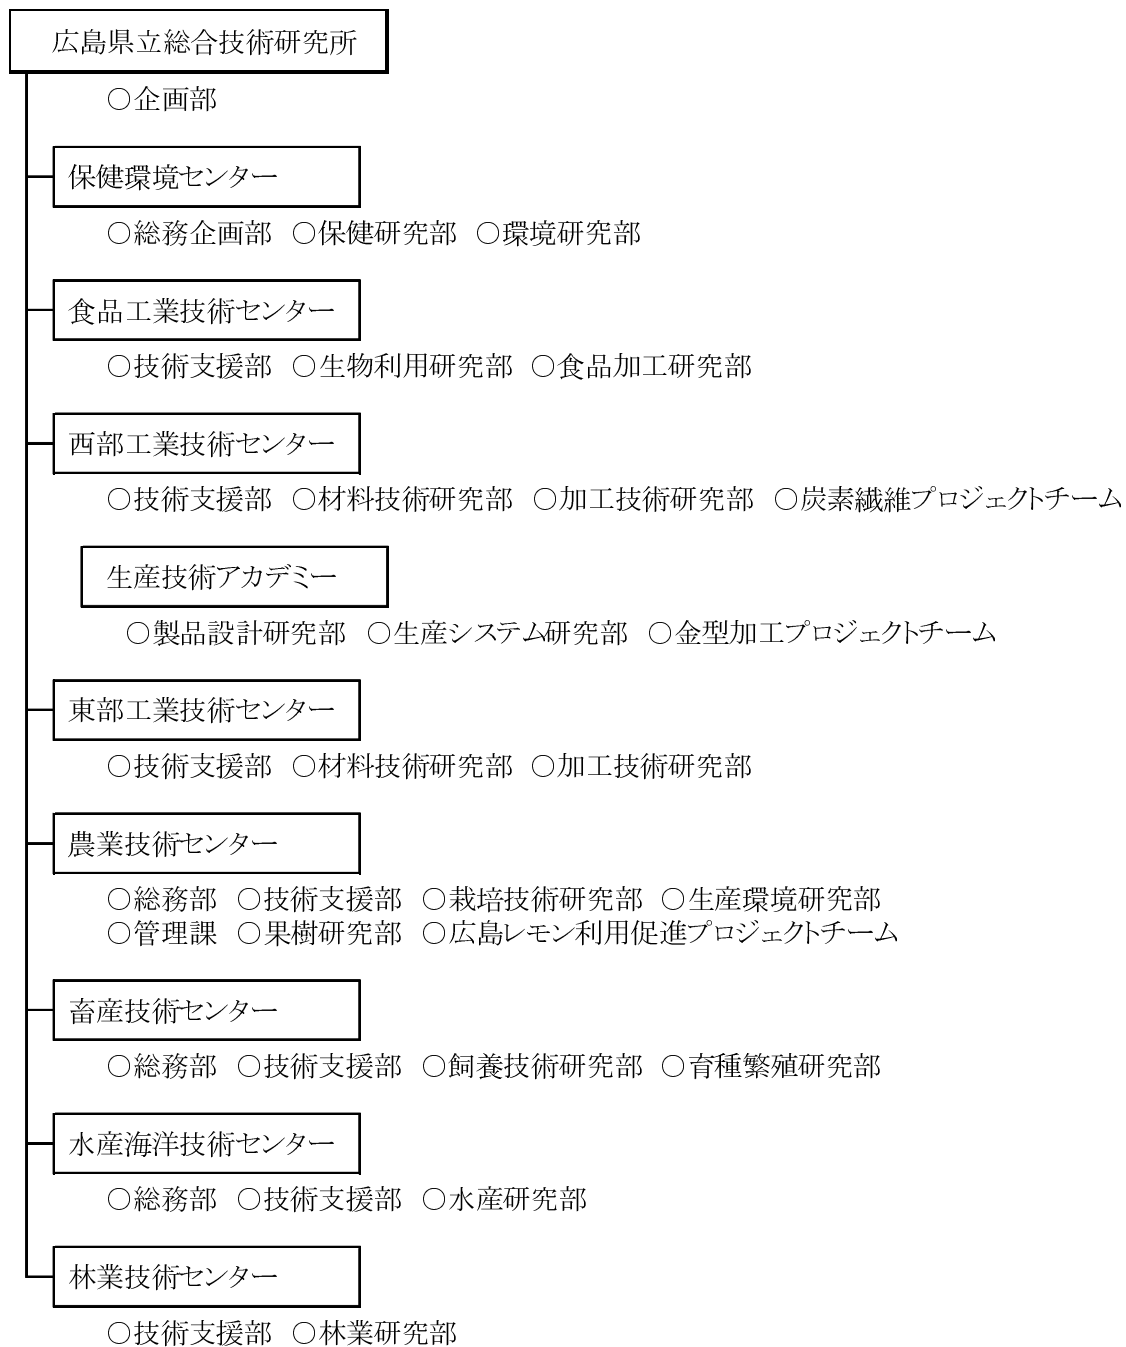 広島県立総合技術研究所
○企画部
保健環境センター
○総務企画部 ○保健研究部 ○環境研究部
食品工業技術センター
○技術支援部 ○生物利用研究部 ○食品加工研究部
西部工業技術センター
○技術支援部 ○材料技術研究部 ○加工技術研究部 ○炭素繊維プロジェクトチーム
生産技術アカデミー
○製品設計研究部 ○生産システム研究部 ○金型加工プロジェクトチーム
東部工業技術センター
○技術支援部 ○材料技術研究部 ○加工技術研究部
農業技術センター
○総務部 ○技術支援部 ○栽培技術研究部 ○生産環境研究部
○管理課 ○果樹研究部 ○広島レモン利用促進プロジェクトチーム
畜産技術センター
○総務部 ○技術支援部 ○飼養技術研究部 ○育種繁殖研究部
水産海洋技術センター
○総務部 ○技術支援部 ○水産研究部
林業技術センター
○技術支援部 ○林業研究部